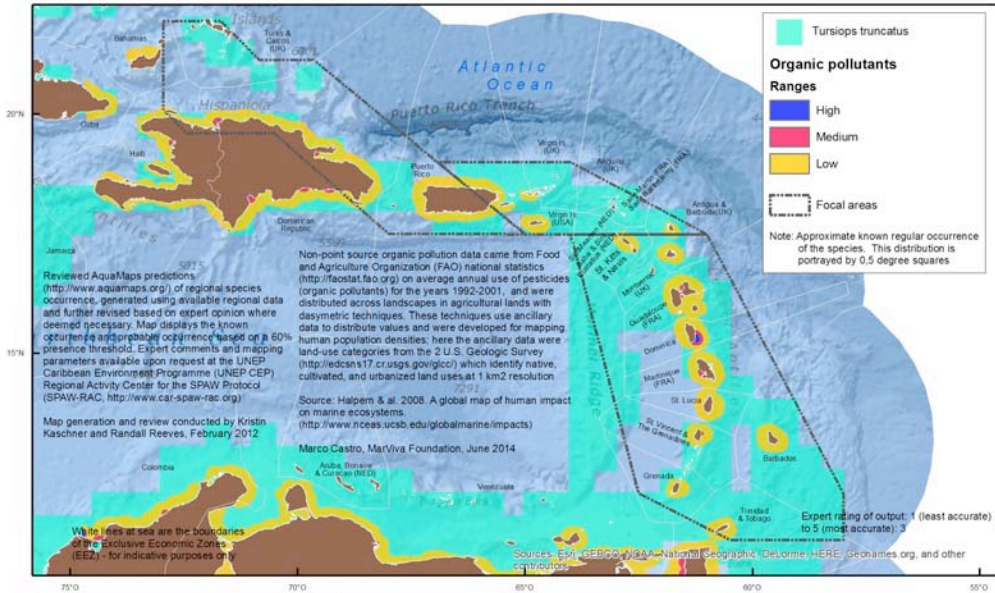 Islands
Bahamas
Turks &
Caicos
(UK)
Atlantic
Ocean
Hispaniola
Puerto Rico Trench
Cuba
Haiti
Puerto
Rico
Virgin Is.
(UK)
Anguilla
(UK)
Virgin Is.
(USA)
Antigua &
Barbuda(UK)
Dominican
Republic
Jamaica
St. Kitts
& Nevis
Montserrat
(UK)
Guadeloupe
(FRA)
Dominica
Martinique
(FRA)
St. Lucia
St. Vincent &
The Grenadines
Barbados
Grenada
Trinidad
& Tobago
Aruba, Bonaire
& Curacao (NED)
Venezuela
Colombia
Ridge
5015
7291
20°N
15°N
75°O
70°O
65°O
60°O
55°O
Tursiops truncatus
Organic pollutants
Ranges
High
Medium
Low
Focal areas
Note: Approximate known regular occurrence
of the species. This distribution is
portrayed by 0,5 degree squares
Reviewed AquaMaps predictions
(http://www.aquamaps.org/) of regional species
occurrence, generated using available regional data
and further revised based on expert opinion where
deemed necessary. Map displays the known
occurrence and probable occurrence based on a 60%
presence threshold. Expert comments and mapping
parameters available upon request at the UNEP
Caribbean Environment Programme (UNEP CEP)
Regional Activity Center for the SPAW Protocol
(SPAW-RAC, http://www.car-spaw-rac.org)
Map generation and review conducted by Kristin
Kaschner and Randall Reeves, February 2012
Non-point source organic pollution data came from Food
and Agriculture Organization (FAO) national statistics
(http://faostat.fao.org) on average annual use of pesticides
(organic pollutants) for the years 1992-2001, and were
distributed across landscapes in agricultural lands with
dasymetric techniques. These techniques use ancillary
data to distribute values and were developed for mapping
human population densities; here the ancillary data were
land-use categories from the 2 U.S. Geologic Survey
(http://edcsns17.cr.usgs.gov/glcc/) which identify native,
cultivated, and urbanized land uses at 1 km2 resolution
Source: Halpern & al. 2008. A global map of human impact
on marine ecosystems.
(http://www.nceas.ucsb.edu/globalmarine/impacts)
Marco Castro, MarViva Foundation, June 2014
White lines at sea are the boundaries
of the Exclusive Economic Zones
(EEZ) - for indicative purposes only
Expert rating of output: 1 (least accurate)
to 5 (most accurate): 3
Sources: Esri, GEBCO, NOAA, National Geographic, DeLorme, HERE, Geonames.org, and other
contributors